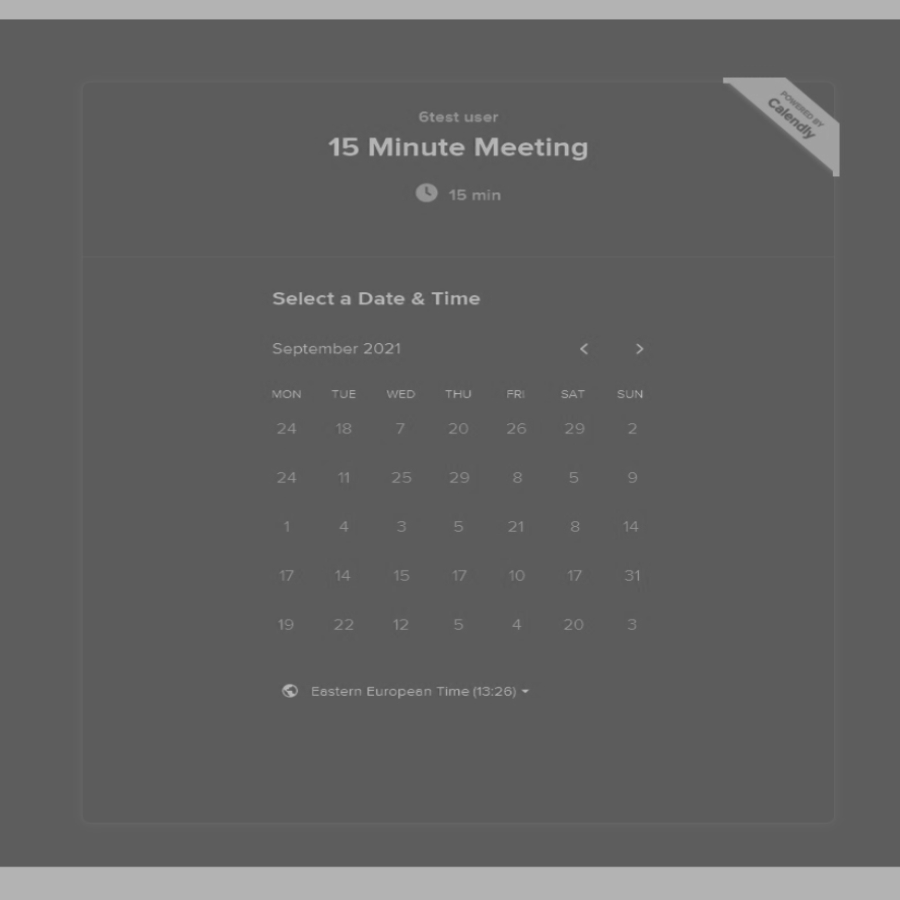 POWERED BY
Calendly
6test user
15 Minute Meeting
15 min
Select a Date & Time
September 2021
MON TUE WED THU FRI SAT SUN
24 18 7 20 26 29 2
24 11 25 29 8 5 9
1 4 3 5 21 8 14
17 14 15 17 10 17 31
19 22 12 5 4 20 3
Eastern European Time (13:26)